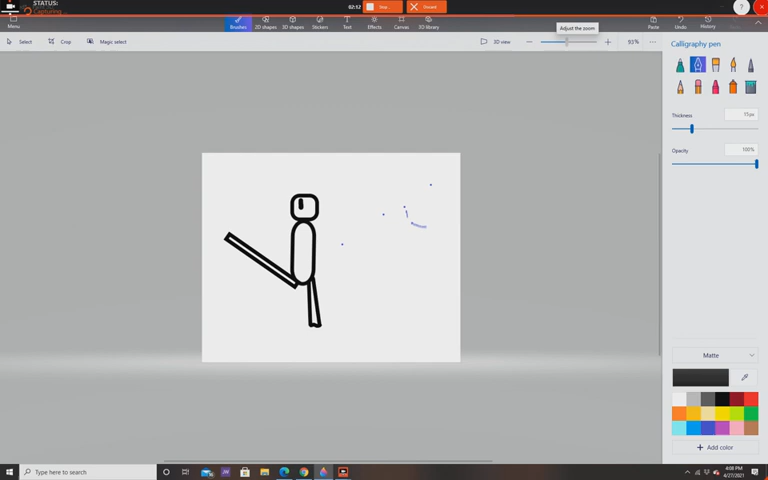 STATUS:
Capturing...
02:12
Stop...
Discard
?
Menu
Brushes
2D shapes
3D shapes
Stickers
Text
Effects
Canvas
3D library
Paste
Undo
History
Adjust the zoom
Select
Crop
Magic select
3D view
93%
Calligraphy pen
Thickness
15px
Opacity
100%
Matte
Add color
Type here to search
4:08 PM
4/27/2021